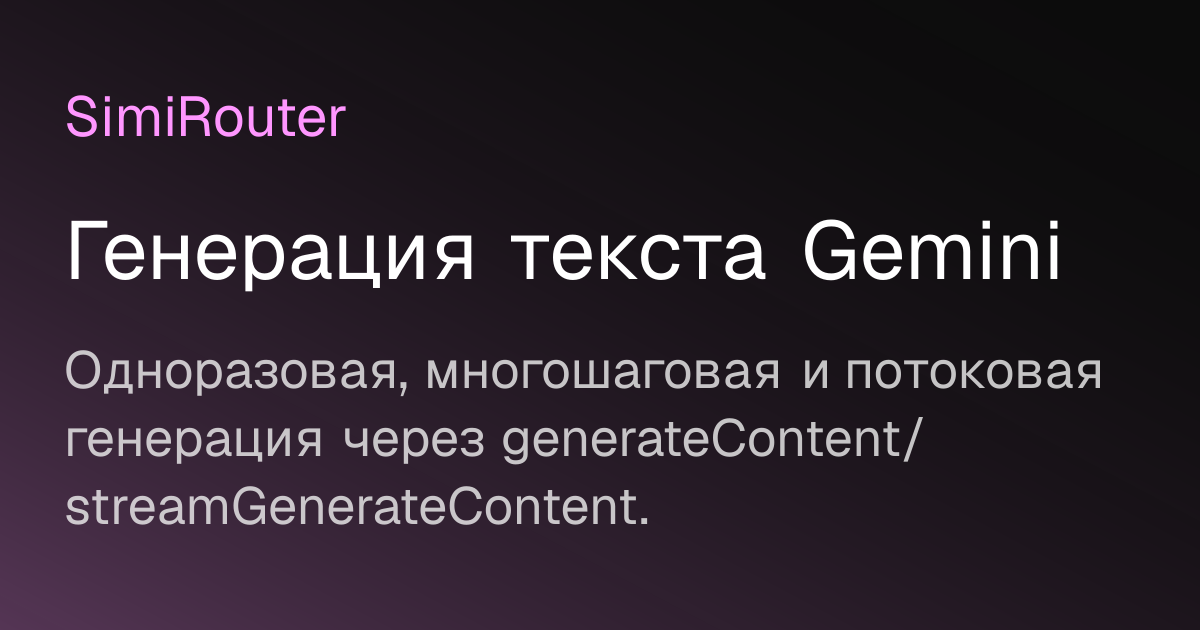 SimiRouter
Генерация текста Gemini
Одноразовая, многошаговая и потоковая
генерация через generateContent/
streamGenerateContent.